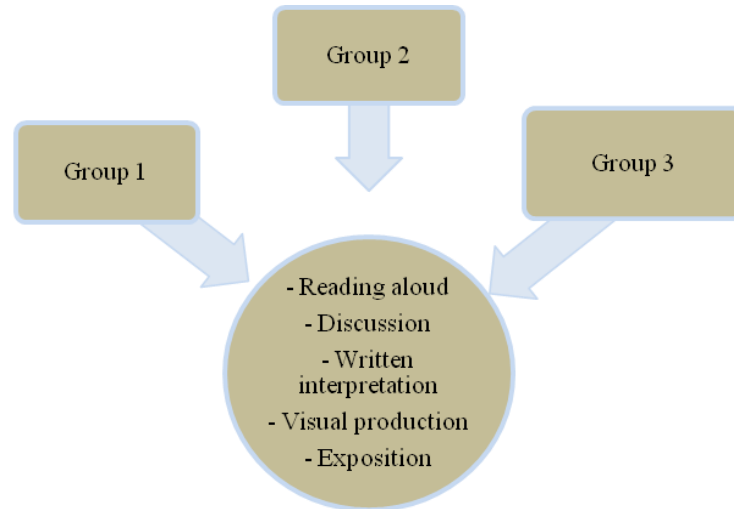 Group 2
Group 1
Group 3
- Reading aloud
- Discussion
- Written
interpretation
- Visual production
- Exposition